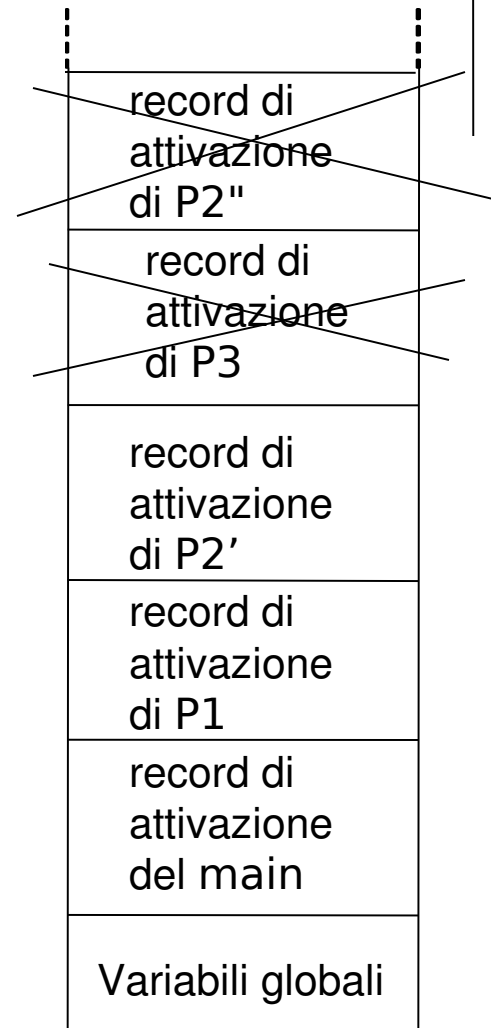 record di
attivazione
di P2"
record di
attivazione
di P3
record di
attivazione
di P2’
record di
attivazione
di P1
record di
attivazione
del main
Variabili globali